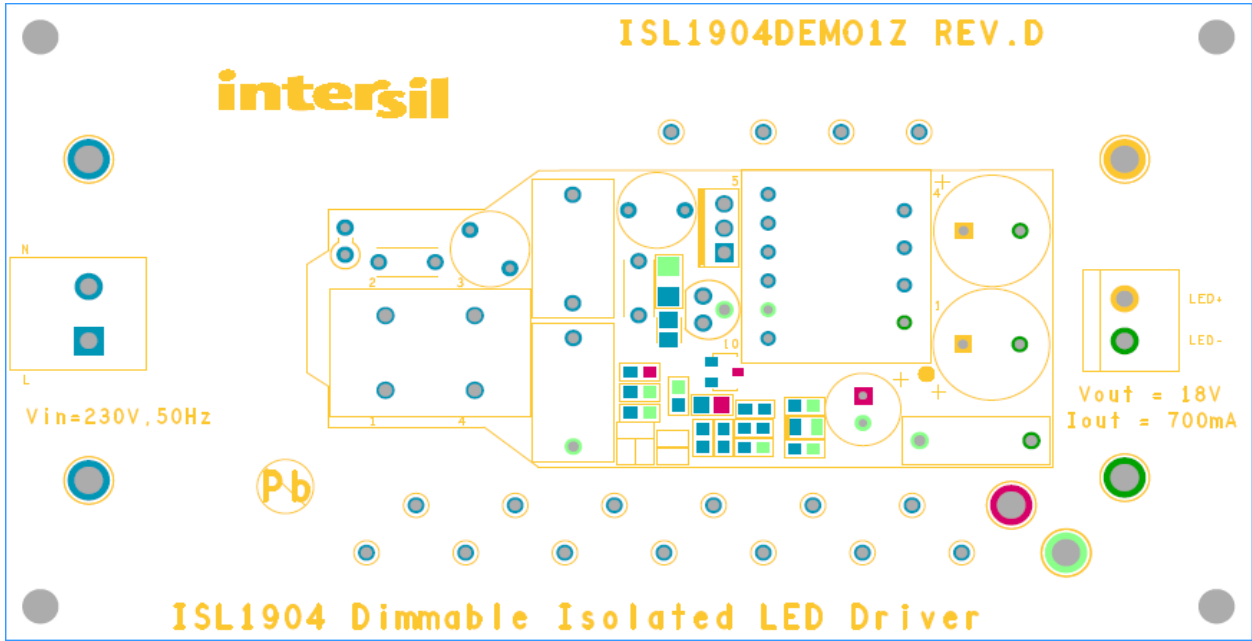 ISL1904DEMO1Z REV.D
intersil
5
4
N
2
3
LED+
1
LED-
10
L
Vin=230V,50Hz
1
4
Vout = 18V
Iout = 700mA
Pb
ISL1904 Dimmable Isolated LED Driver